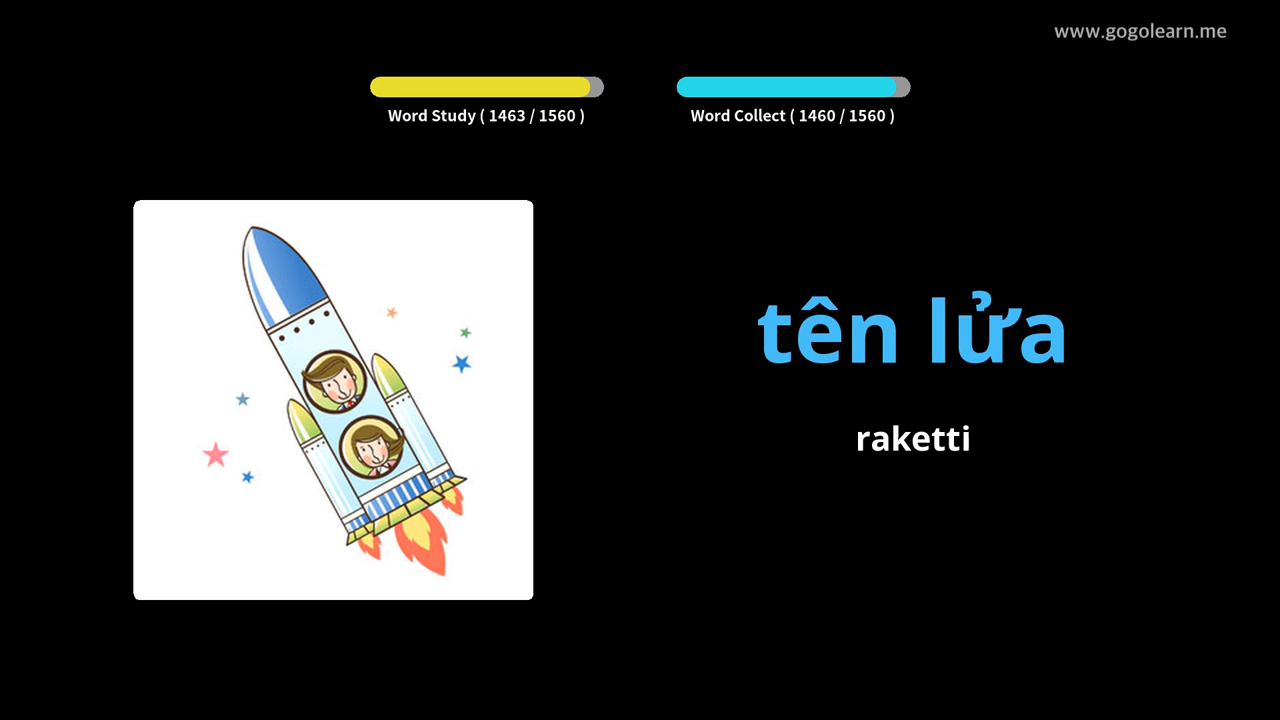 www.gogolearn.me
Word Study ( 1463 / 1560 )
Word Collect ( 1460 / 1560 )
tên lửa
raketti